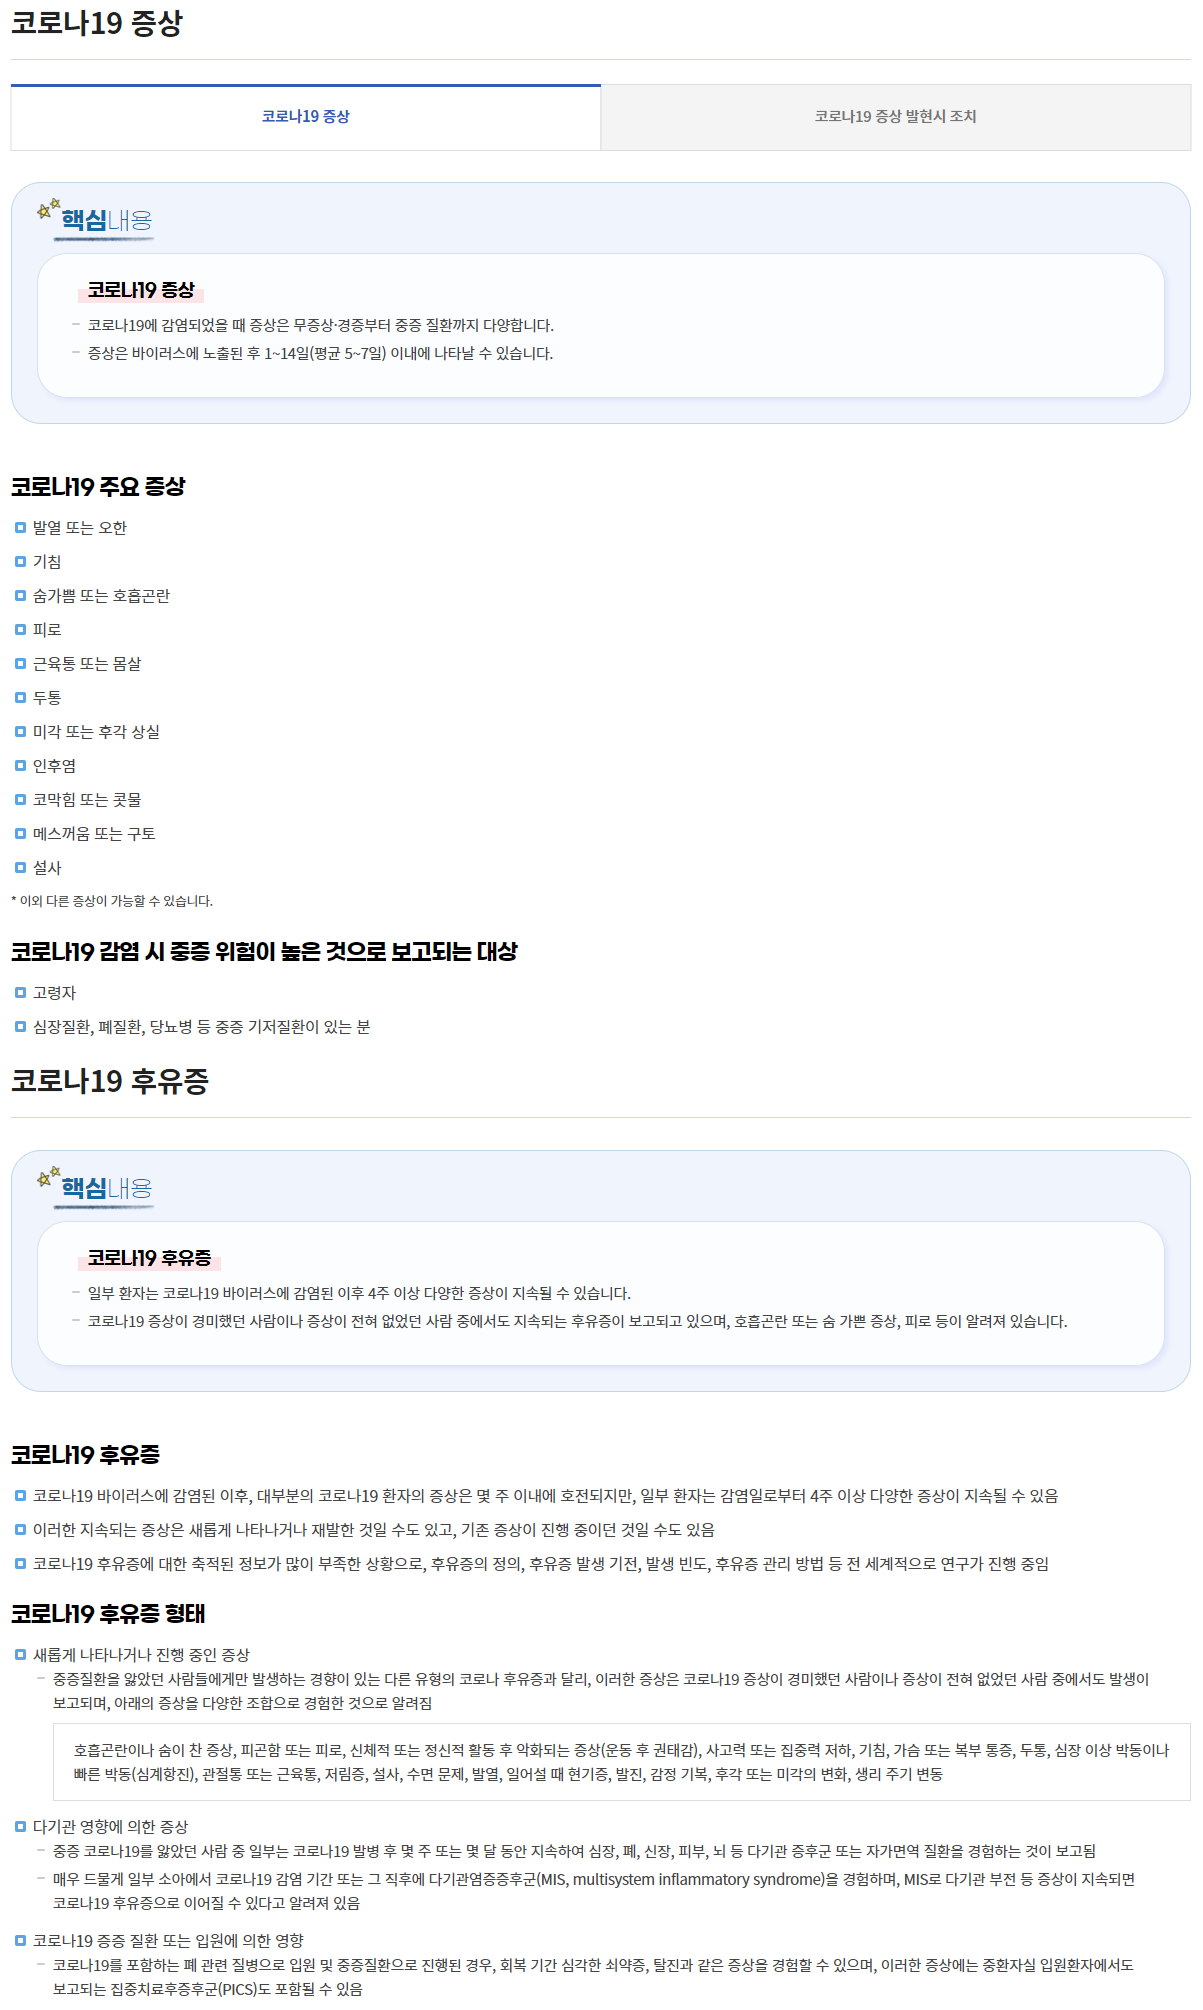 코로나19 증상
코로나19 증상
코로나19 증상 발현시 조치
핵심내용
코로나19 증상
코로나19에 감염되었을 때 증상은 무증상·경증부터 중증 질환까지 다양합니다.
증상은 바이러스에 노출된 후 1~14일(평균 5~7일) 이내에 나타날 수 있습니다.
코로나19 주요 증상
발열 또는 오한
기침
숨가쁨 또는 호흡곤란
피로
근육통 또는 몸살
두통
미각 또는 후각 상실
인후염
코막힘 또는 콧물
메스꺼움 또는 구토
설사
* 이외 다른 증상이 가능할 수 있습니다.
코로나19 감염 시 중증 위험이 높은 것으로 보고되는 대상
고령자
심장질환, 폐질환, 당뇨병 등 중증 기저질환이 있는 분
코로나19 후유증
핵심내용
코로나19 후유증
일부 환자는 코로나19 바이러스에 감염된 이후 4주 이상 다양한 증상이 지속될 수 있습니다.
코로나19 증상이 경미했던 사람이나 증상이 전혀 없었던 사람 중에서도 지속되는 후유증이 보고되고 있으며, 호흡곤란 또는 숨 가쁜 증상, 피로 등이 알려져 있습니다.
코로나19 후유증
코로나19 바이러스에 감염된 이후, 대부분의 코로나19 환자의 증상은 몇 주 이내에 호전되지만, 일부 환자는 감염일로부터 4주 이상 다양한 증상이 지속될 수 있음
이러한 지속되는 증상은 새롭게 나타나거나 재발한 것일 수도 있고, 기존 증상이 진행 중이던 것일 수도 있음
코로나19 후유증에 대한 축적된 정보가 많이 부족한 상황으로, 후유증의 정의, 후유증 발생 기전, 발생 빈도, 후유증 관리 방법 등 전 세계적으로 연구가 진행 중임
코로나19 후유증 형태
새롭게 나타나거나 진행 중인 증상
중증질환을 앓았던 사람들에게만 발생하는 경향이 있는 다른 유형의 코로나 후유증과 달리, 이러한 증상은 코로나19 증상이 경미했던 사람이나 증상이 전혀 없었던 사람 중에서도 발생이
보고되며, 아래의 증상을 다양한 조합으로 경험한 것으로 알려짐
호흡곤란이나 숨이 찬 증상, 피곤함 또는 피로, 신체적 또는 정신적 활동 후 악화되는 증상(운동 후 권태감), 사고력 또는 집중력 저하, 기침, 가슴 또는 복부 통증, 두통, 심장 이상 박동이나
빠른 박동(심계항진), 관절통 또는 근육통, 저림증, 설사, 수면 문제, 발열, 일어설 때 현기증, 발진, 감정 기복, 후각 또는 미각의 변화, 생리 주기 변동
다기관 영향에 의한 증상
중증 코로나19를 앓았던 사람 중 일부는 코로나19 발병 후 몇 주 또는 몇 달 동안 지속하여 심장, 폐, 신장, 피부, 뇌 등 다기관 증후군 또는 자가면역 질환을 경험하는 것이 보고됨
매우 드물게 일부 소아에서 코로나19 감염 기간 또는 그 직후에 다기관염증증후군(MIS, multisystem inflammatory syndrome)을 경험하며, MIS로 다기관 부전 등 증상이 지속되면
코로나19 후유증으로 이어질 수 있다고 알려져 있음
코로나19 증증 질환 또는 입원에 의한 영향
코로나19를 포함하는 폐 관련 질병으로 입원 및 중증질환으로 진행된 경우, 회복 기간 심각한 쇠약증, 탈진과 같은 증상을 경험할 수 있으며, 이러한 증상에는 중환자실 입원환자에서도
보고되는 집중치료후증후군(PICS)도 포함될 수 있음